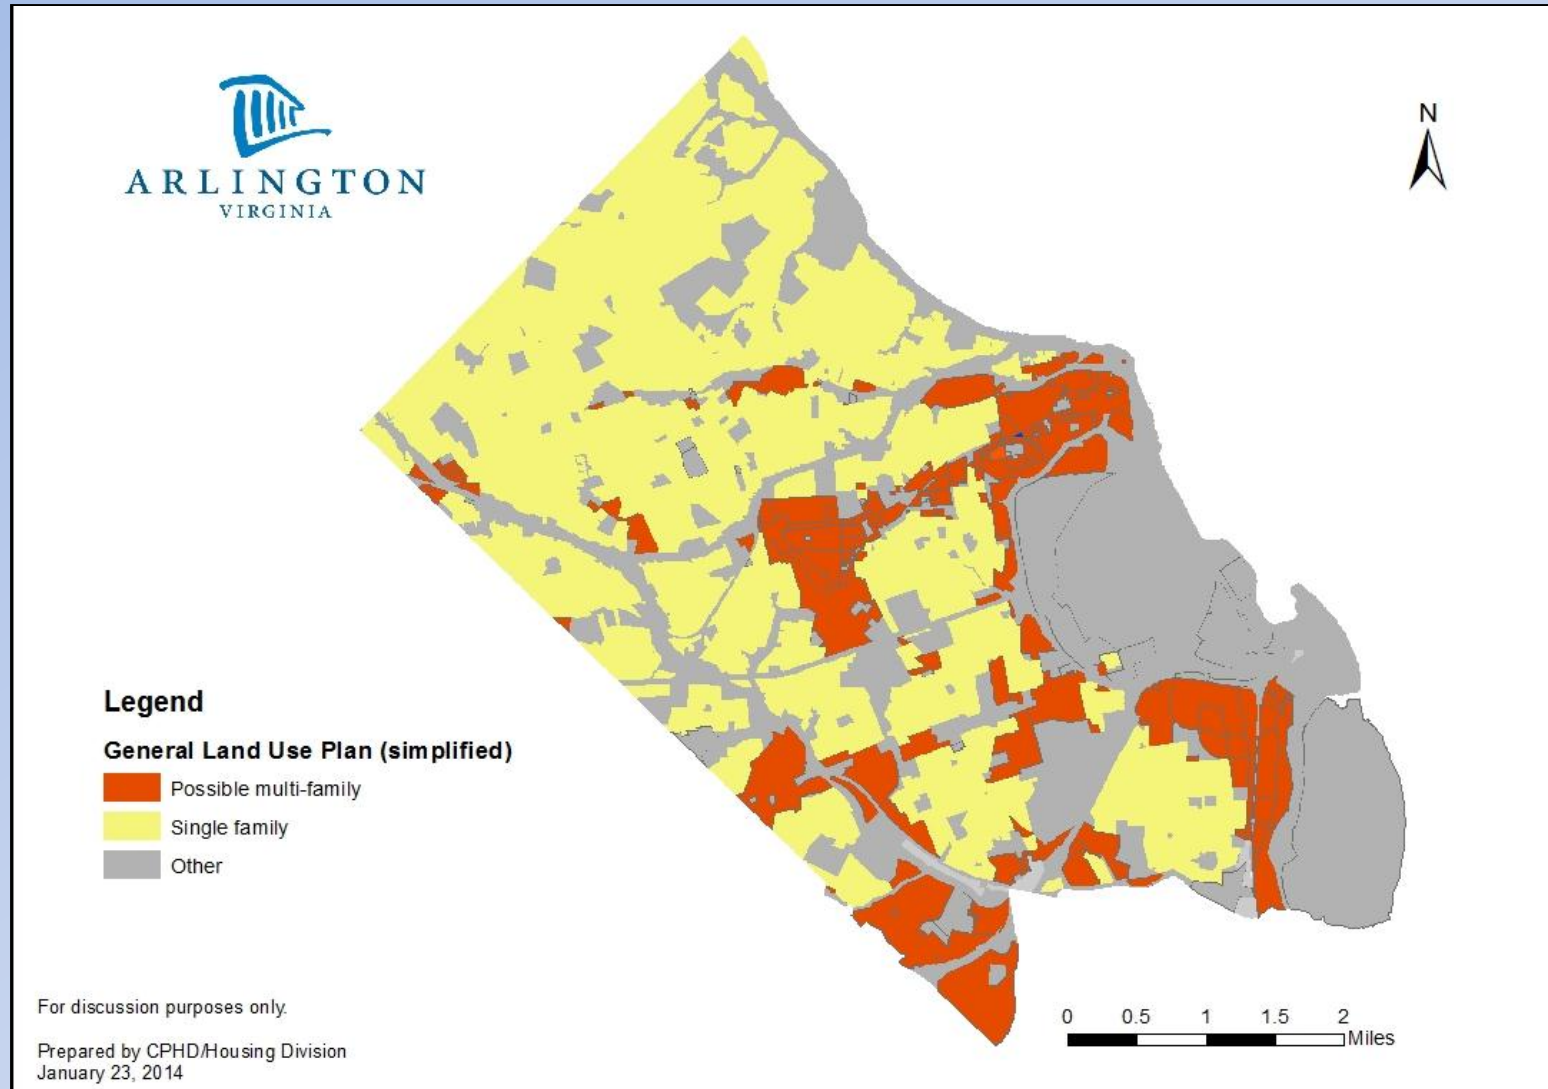 ARLINGTON
VIRGINIA
N
Legend
General Land Use Plan (simplified)
Possible multi-family
Single family
Other
For discussion purposes only.
Prepared by CPHD/Housing Division
January 23, 2014
0 0.5 1 1.5 2
Miles